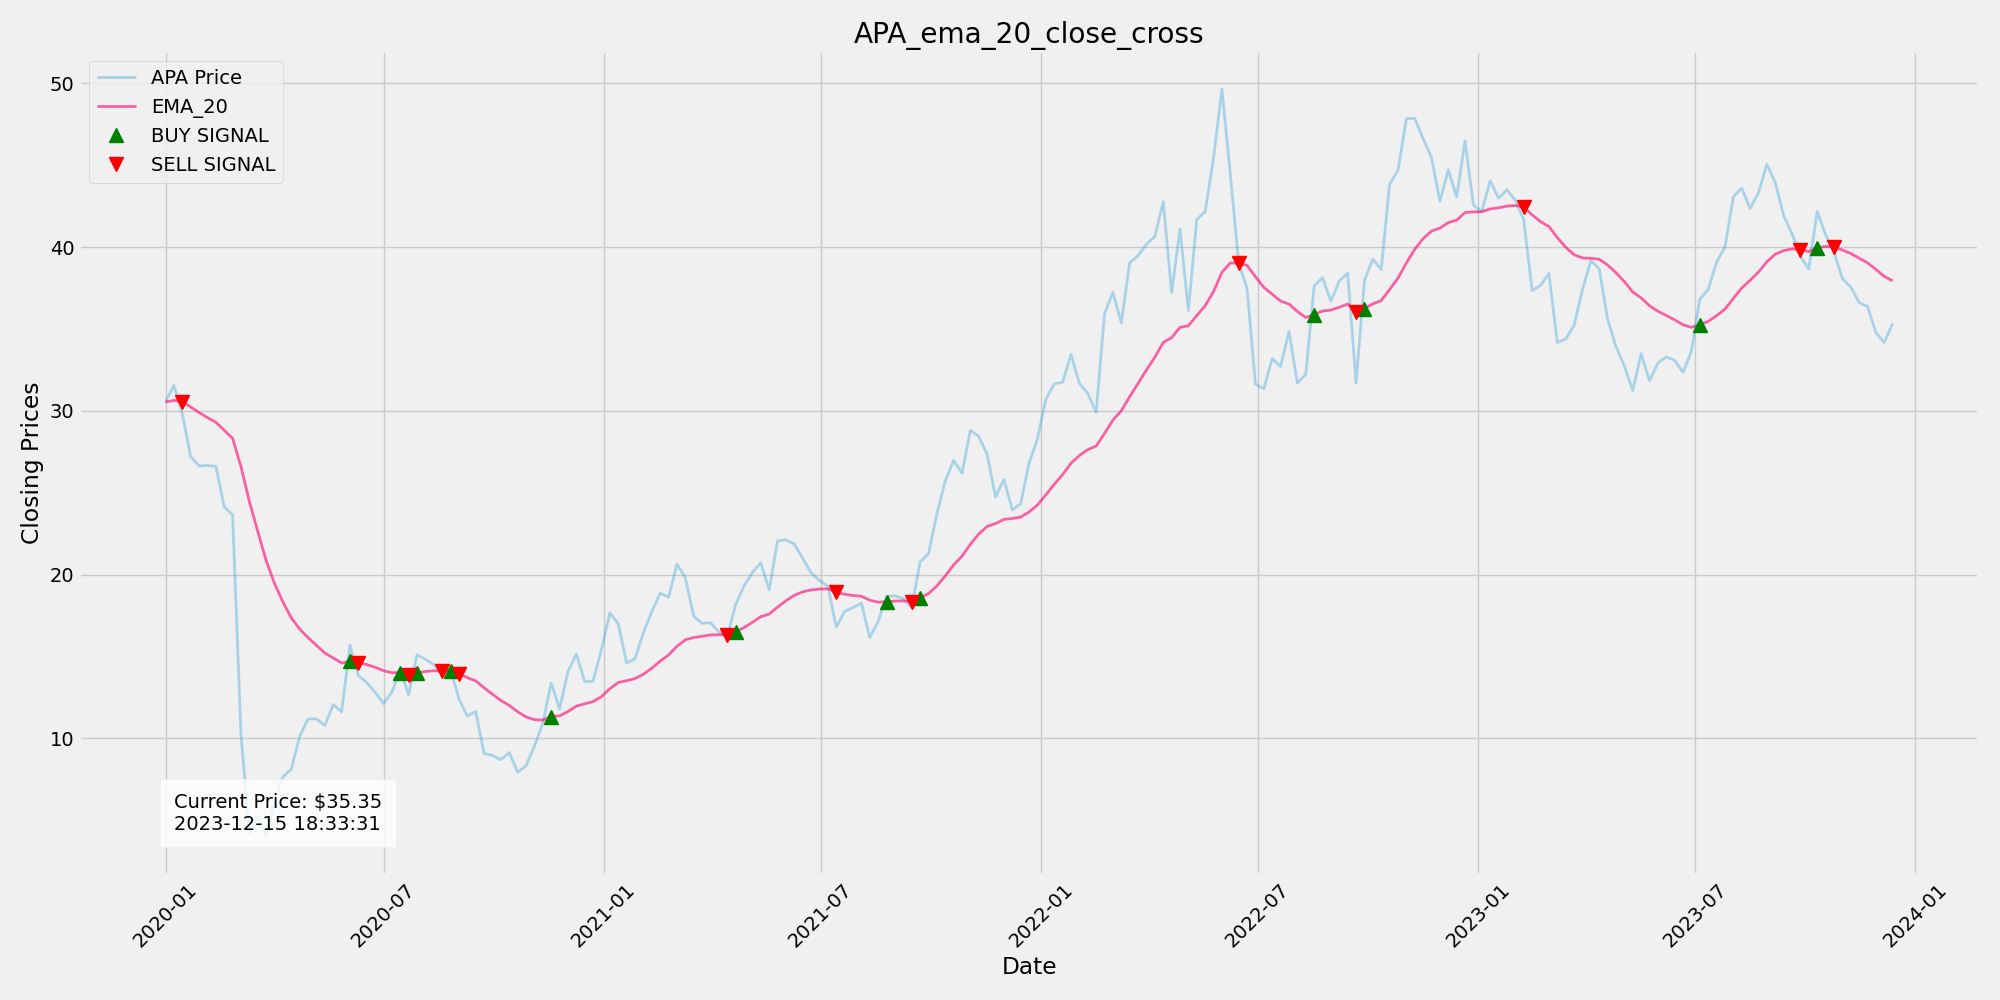 APA_ema_20_close_cross
APA Price
EMA_20
BUY SIGNAL
SELL SIGNAL
50
40
30
20
10
Closing Prices
Current Price: $35.35
2023-12-15 18:33:31
2020-01
2020-07
2021-01
2021-07
2022-01
2022-07
2023-01
2023-07
2024-01
Date